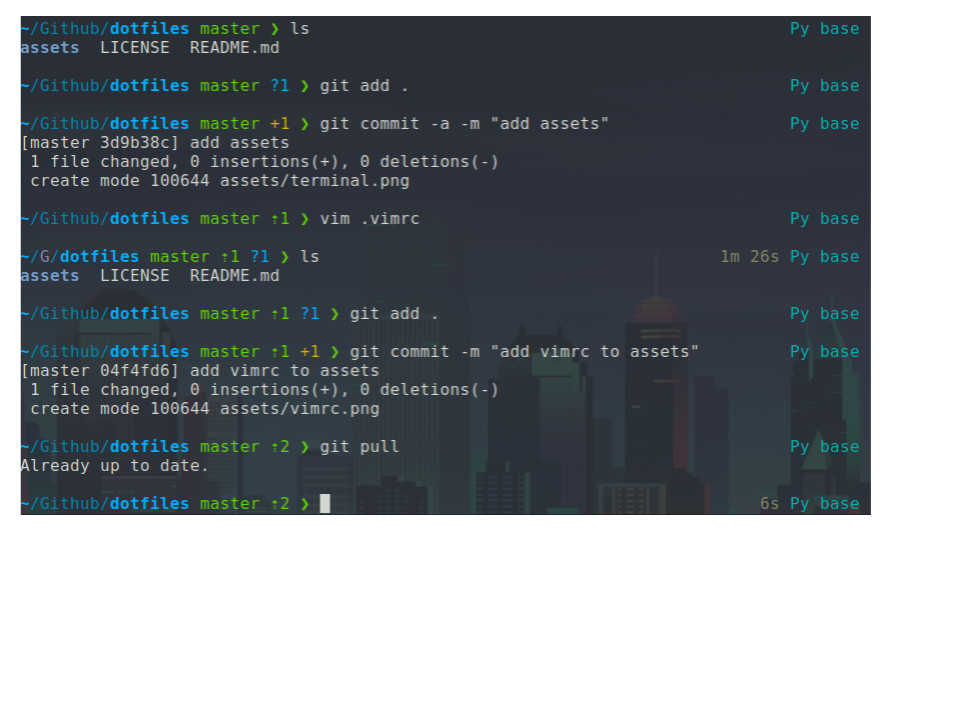 ~/Github/dotfiles master ❯ ls Py base
assets LICENSE README.md
~/Github/dotfiles master ?1 ❯ git add . Py base
~/Github/dotfiles master +1 ❯ git commit -a -m "add assets" Py base
[master 3d9b38c] add assets
1 file changed, 0 insertions(+), 0 deletions(-)
create mode 100644 assets/terminal.png
~/Github/dotfiles master ⇡1 ❯ vim .vimrc Py base
~/G/dotfiles master ⇡1 ?1 ❯ ls 1m 26s Py base
assets LICENSE README.md
~/Github/dotfiles master ⇡1 ?1 ❯ git add . Py base
~/Github/dotfiles master ⇡1 +1 ❯ git commit -m "add vimrc to assets" Py base
[master 04f4fd6] add vimrc to assets
1 file changed, 0 insertions(+), 0 deletions(-)
create mode 100644 assets/vimrc.png
~/Github/dotfiles master ⇡2 ❯ git pull Py base
Already up to date.
~/Github/dotfiles master ⇡2 ❯ 6s Py base